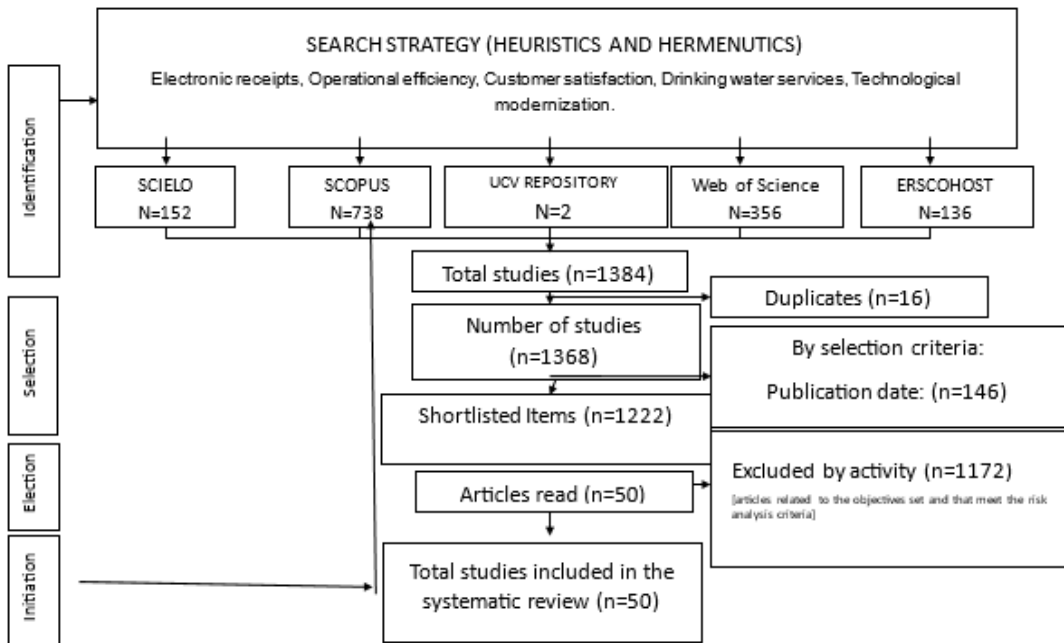 SEARCH STRATEGY (HEURISTICS AND HERMENUTICS)
Electronic receipts, Operational efficiency, Customer satisfaction, Drinking water services, Technological
modernization.
Identification
SCIELO
N=152
SCOPUS
N=738
UCV REPOSITORY
N=2
Web of Science
N=356
ERSCOHOST
N=136
Total studies (n=1384)
Duplicates (n=16)
Selection
Number of studies
(n=1368)
By selection criteria:
Publication date: (n=146)
Shortlisted Items (n=1222)
Election
Articles read (n=50)
Excluded by activity (n=1172)
[articles related to the objectives set and that meet the risk
analysis criteria]
Initiation
Total studies included in the
systematic review (n=50)